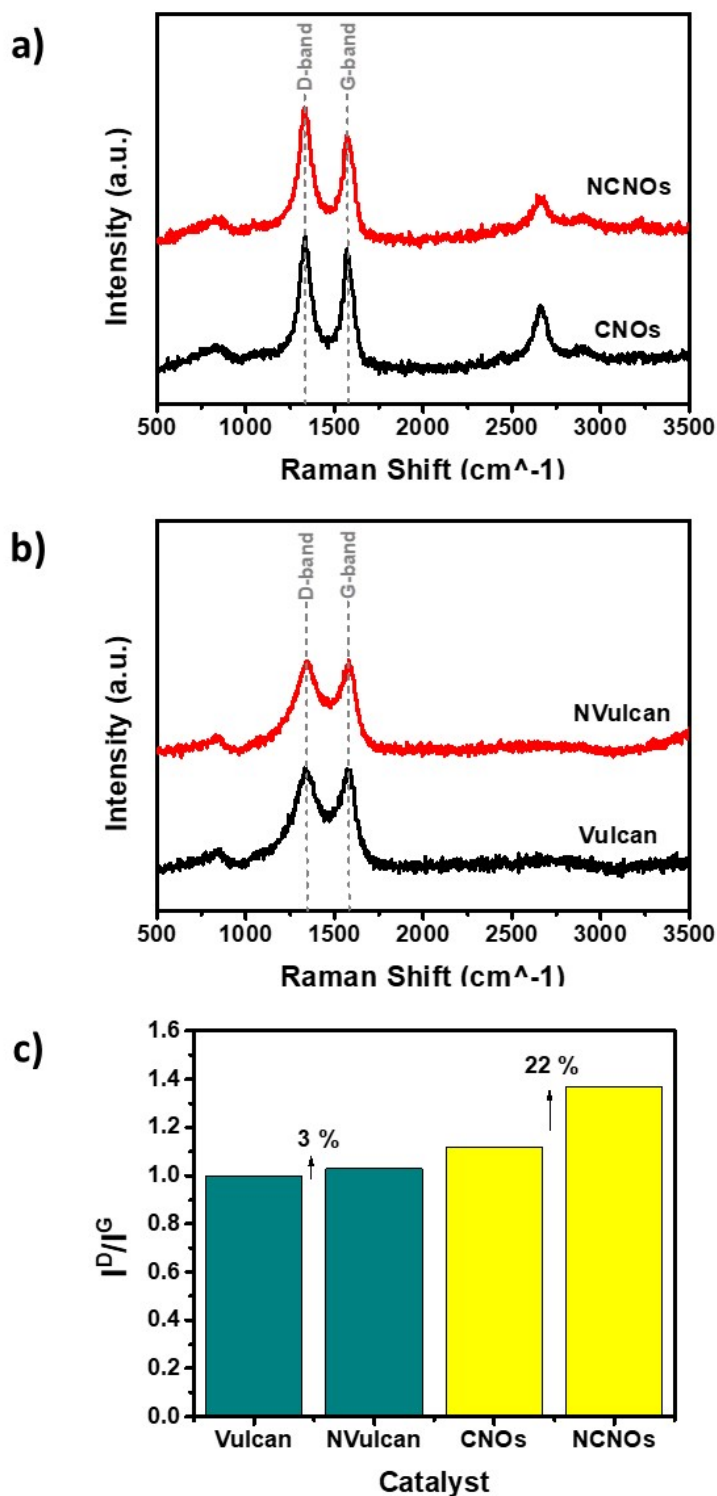 a)
Intensity (a.u.)
D-band
G-band
NCNOs
CNOs
500 1000 1500 2000 2500 3000 3500
Raman Shift (cm^-1)
b)
Intensity (a.u.)
D-band
G-band
NVulcan
Vulcan
500 1000 1500 2000 2500 3000 3500
Raman Shift (cm^-1)
c)
I^D/I^G
1.6
1.4
1.2
1.0
0.8
0.6
0.4
0.2
0.0
3 %
22 %
Vulcan NVulcan CNOs NCNOs
Catalyst